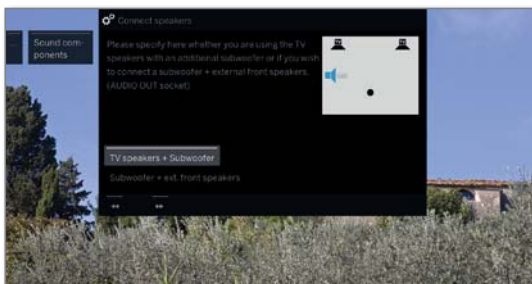 Connect speakers
Sound com-
ponents
Please specify here whether you are using the TV
speakers with an additional subwoofer or if you wish
to connect a subwoofer + external front speakers.
(AUDIO OUT socket)
TV speakers + Subwoofer
Subwoofer + ext. front speakers